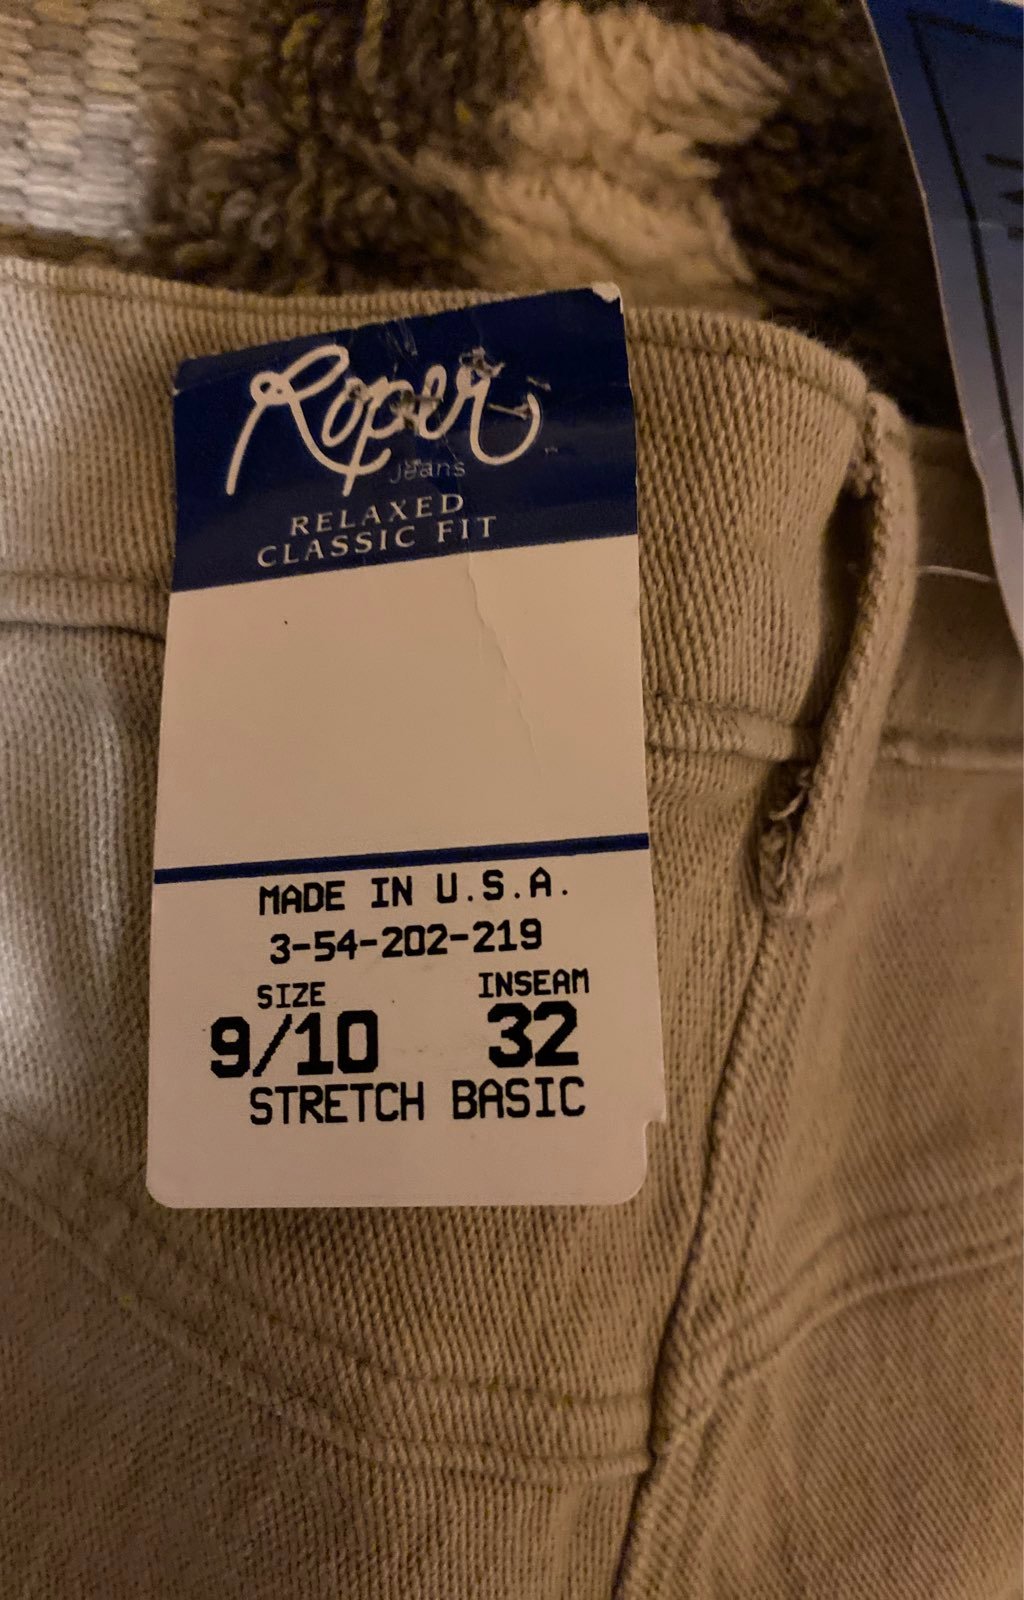 Roper
Jeans
RELAXED
CLASSIC FIT
MADE IN U.S.A.
3-54-202-219
SIZE INSEAM
9/10 32
STRETCH BASIC